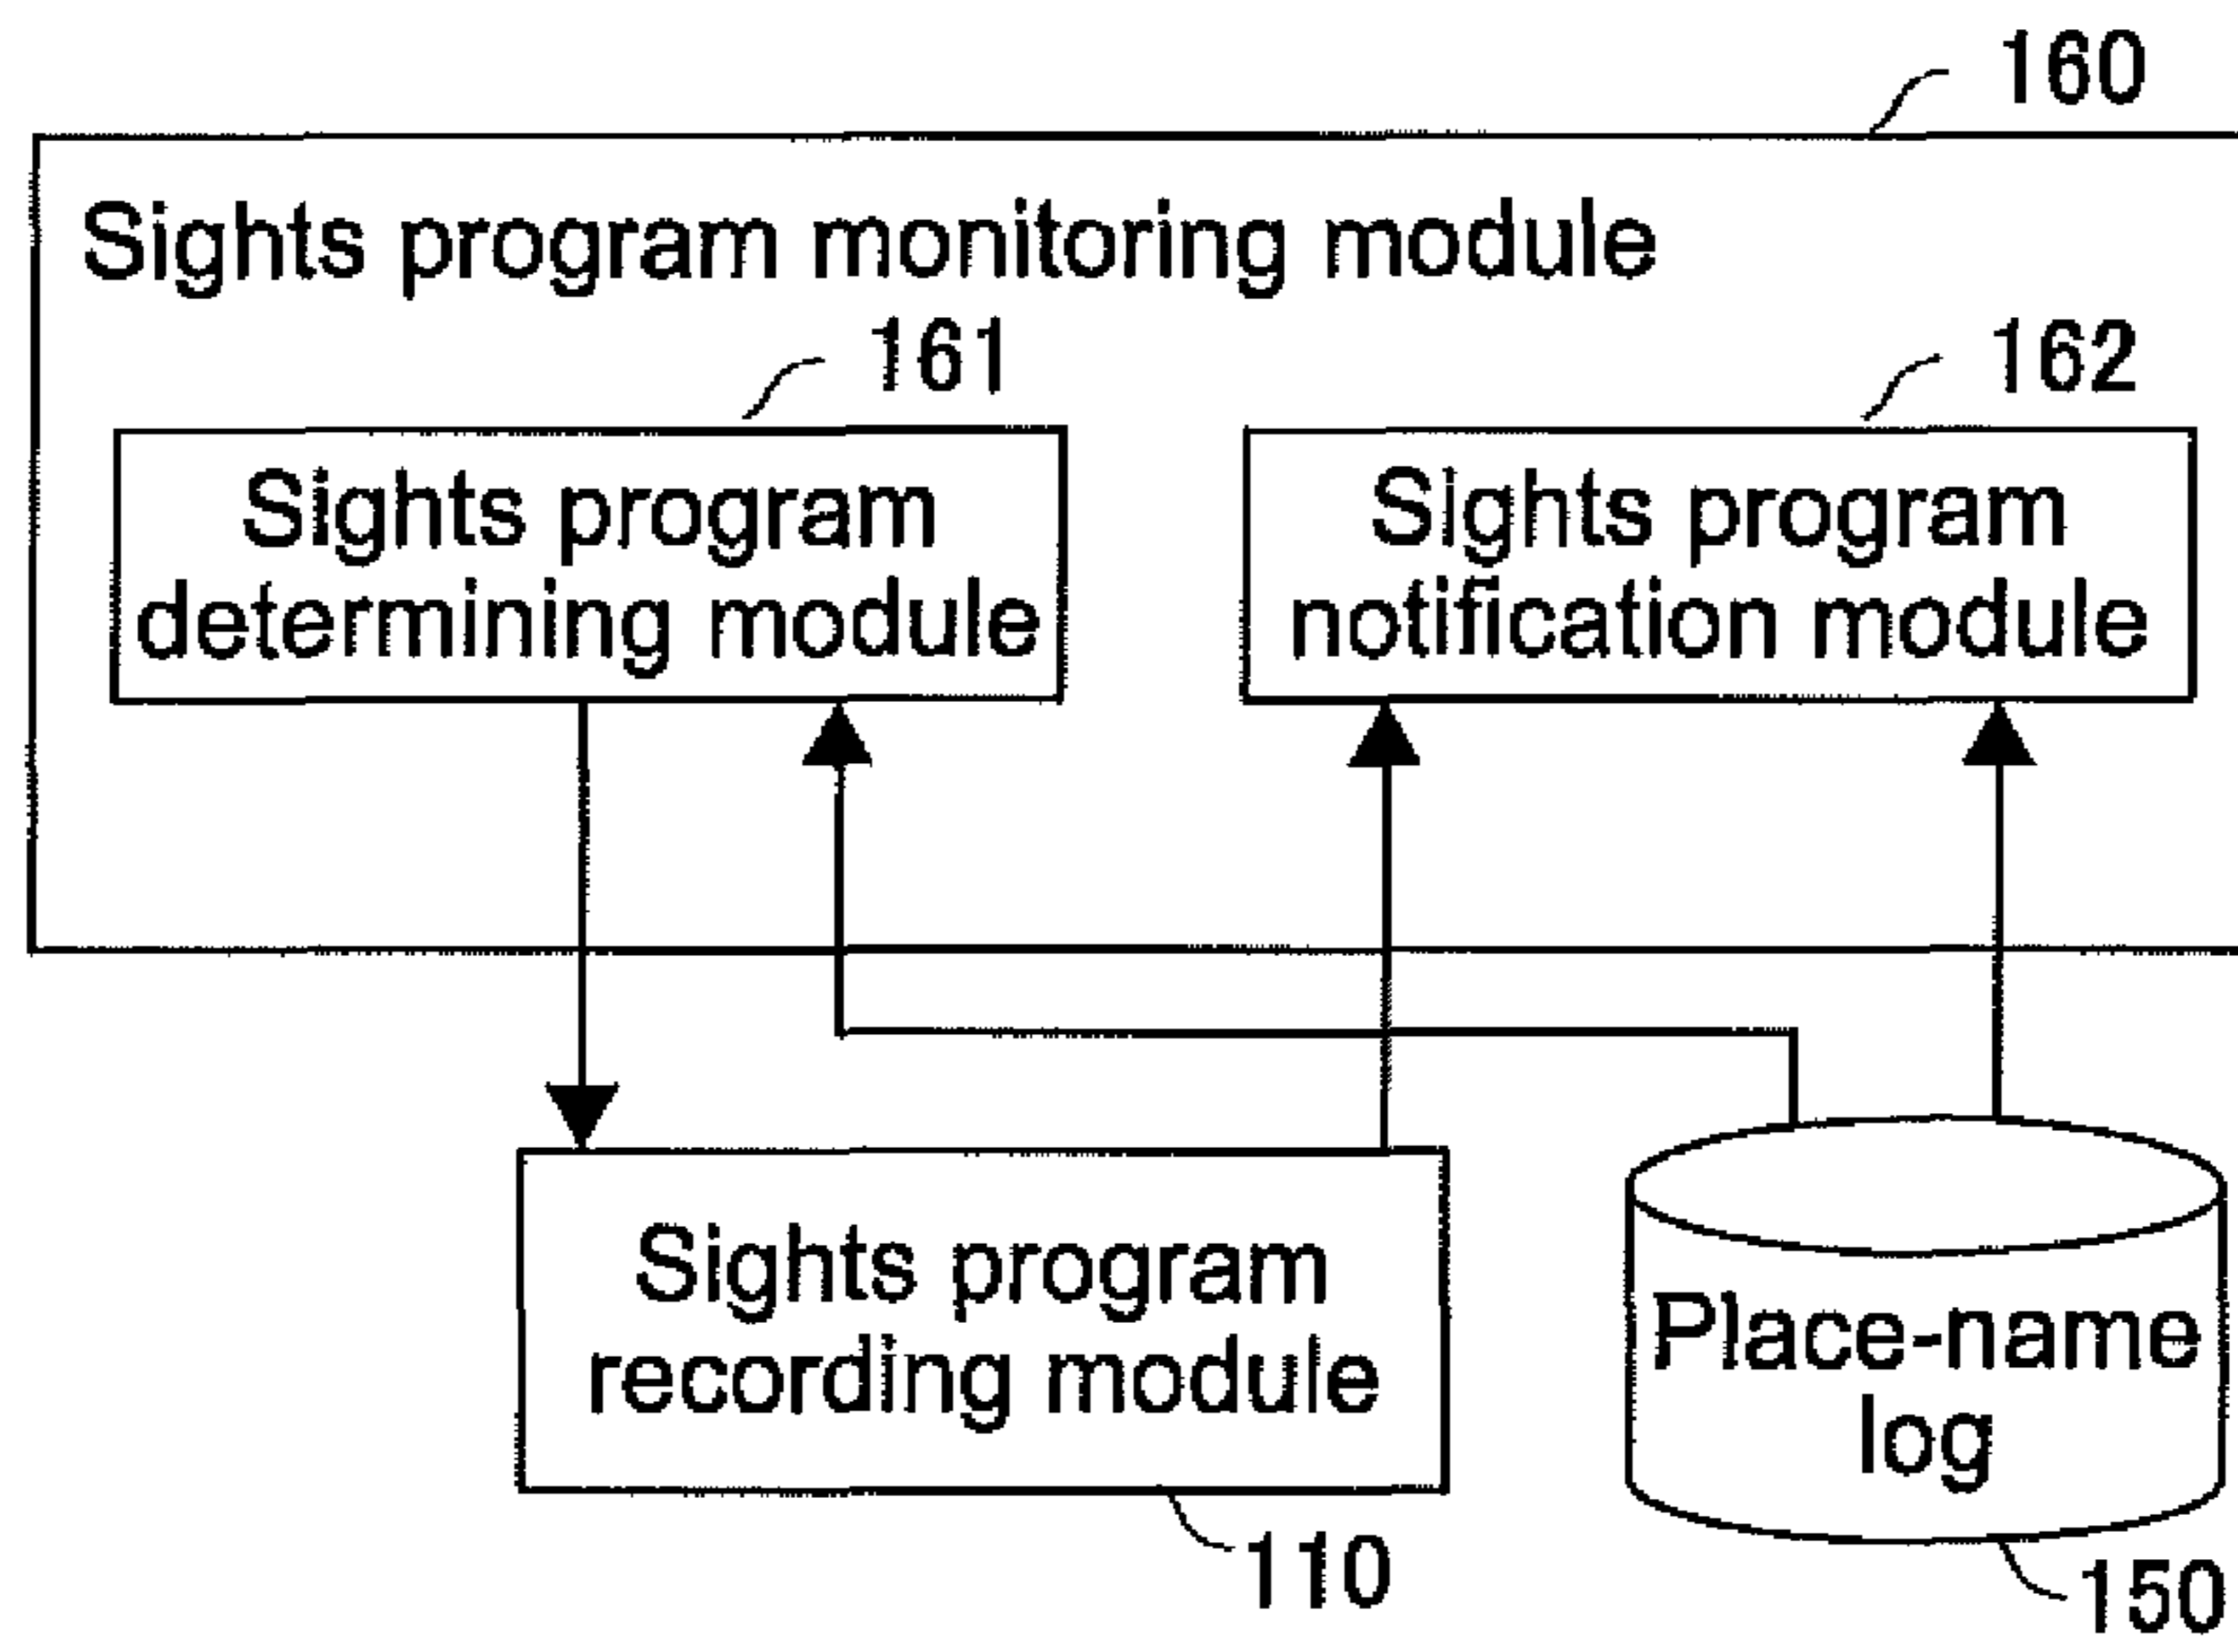 160
Sights program monitoring module
161
162
Sights program
determining module
Sights program
notification module
Sights program
recording module
Place-name
log
110
150